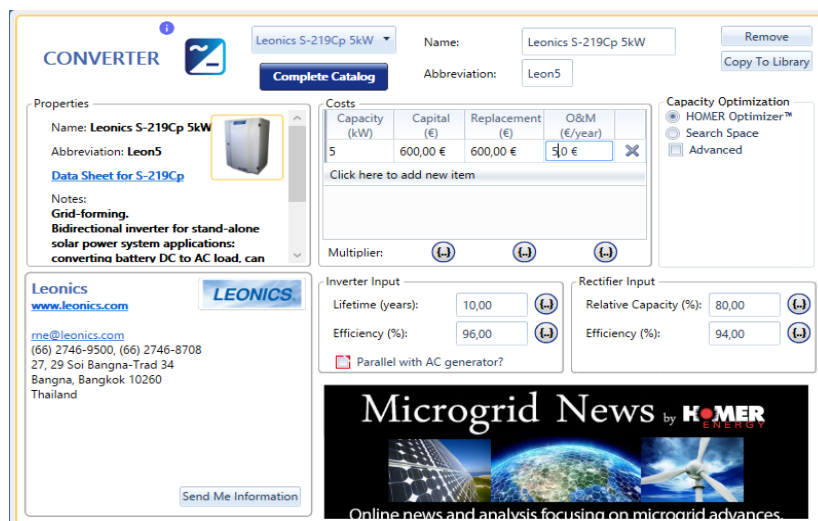 i
CONVERTER
Leonics S-219Cp 5kW
Complete Catalog
Name: Leonics S-219Cp 5kW
Abbreviation: Leon5
Remove
Copy To Library
Properties
Name: Leonics S-219Cp 5kW
Abbreviation: Leon5
Data Sheet for S-219Cp
Notes:
Grid-forming.
Bidirectional inverter for stand-alone
solar power system applications:
converting battery DC to AC load, can
Costs
Capacity (kW) Capital (€) Replacement (€) O&M (€/year)
5 600,00 € 600,00 € 5,0 €
Click here to add new item
Multiplier: {..} {..} {..}
Capacity Optimization
HOMER Optimizer™
Search Space
Advanced
Leonics
LEONICS
www.leonics.com
rne@leonics.com
(66) 2746-9500, (66) 2746-8708
27, 29 Soi Bangna-Trad 34
Bangna, Bangkok 10260
Thailand
Send Me Information
Inverter Input
Lifetime (years): 10,00 {..}
Efficiency (%): 96,00 {..}
Parallel with AC generator?
Rectifier Input
Relative Capacity (%): 80,00 {..}
Efficiency (%): 94,00 {..}
Microgrid News by HOMER ENERGY
Online news and analysis focusing on microgrid advances.